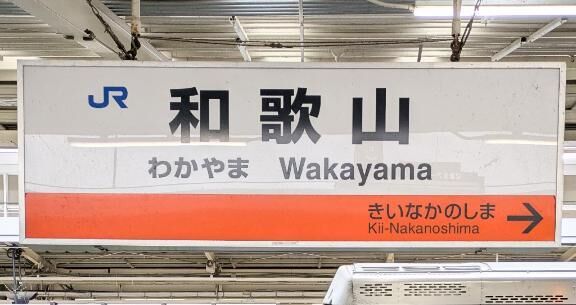 JR 和歌山
わかやま Wakayama
きいなかのしま
Kii-Nakanoshima →